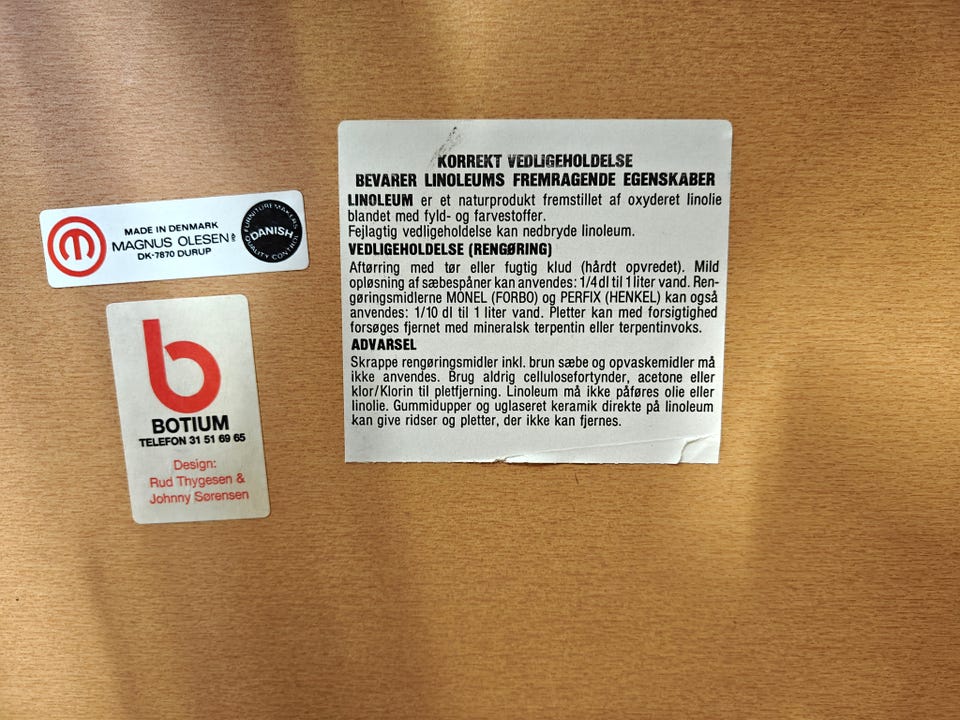 MADE IN DENMARK
MAGNUS OLESEN A/S
DK-7870 DURUP
FURNITUREMAKERS
DANISH
QUALITY CONTROL
b
BOTIUM
TELEFON 31 51 69 65
Design:
Rud Thygesen &
Johnny Sørensen
KORREKT VEDLIGEHOLDELSE
BEVARER LINOLEUMS FREMRAGENDE EGENSKABER
LINOLEUM er et naturprodukt fremstillet af oxyderet linolie
blandet med fyld- og farvestoffer.
Fejlagtig vedligeholdelse kan nedbryde linoleum.
VEDLIGEHOLDELSE (RENGØRING)
Aftørring med tør eller fugtig klud (hårdt opvredet). Mild
opløsning af sæbespåner kan anvendes: 1/4 dl til 1 liter vand. Ren-
gøringsmidlerne MONEL (FORBO) og PERFIX (HENKEL) kan også
anvendes: 1/10 dl til 1 liter vand. Pletter kan med forsigtighed
forsøges fjernet med mineralsk terpentin eller terpentinvoks.
ADVARSEL
Skrappe rengøringsmidler inkl. brun sæbe og opvaskemidler må
ikke anvendes. Brug aldrig cellulosefortynder, acetone eller
klor/Klorin til pletfjerning. Linoleum må ikke påføres olie eller
linolie. Gummidupper og uglaseret keramik direkte på linoleum
kan give ridser og pletter, der ikke kan fjernes.